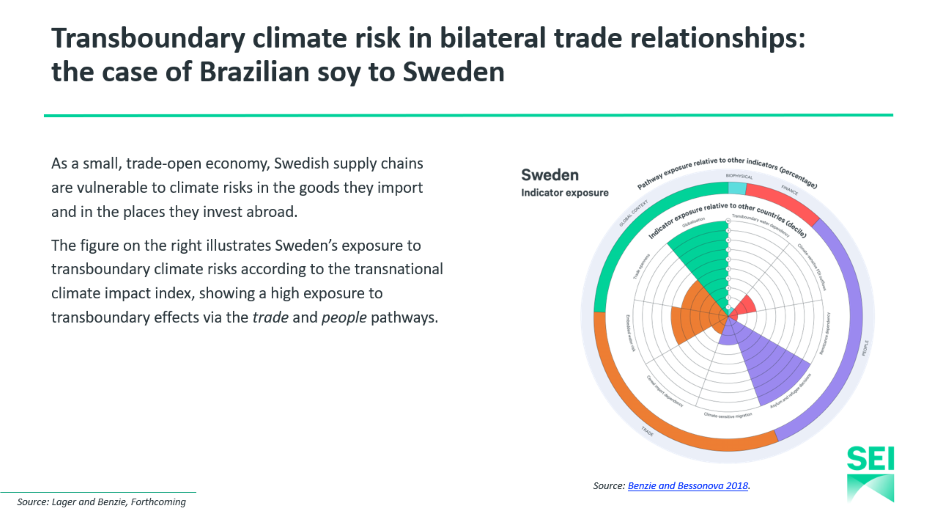 Transboundary climate risk in bilateral trade relationships:
the case of Brazilian soy to Sweden
As a small, trade-open economy, Swedish supply chains
are vulnerable to climate risks in the goods they import
and in the places they invest abroad.
The figure on the right illustrates Sweden's exposure to
transboundary climate risks according to the transnational
climate impact index, showing a high exposure to
transboundary effects via the trade and people pathways.
Sweden
Indicator exposure
Pathway exposure relative to other indicators (percentage)
BIOPHYSICAL
FINANCE
GLOBAL CONTEXT
PEOPLE
TRADE
Indicator exposure relative to other countries (decile)
Globalisation
Transboundary water dependency
Climate sensitive FDI outflows
Remittance dependency
Asylum and refugee decisions
Climate sensitive migration
Cereal import dependency
Embedded water risk
Trade openness
Source: Benzie and Bessonova 2018.
SEI
Source: Lager and Benzie, Forthcoming